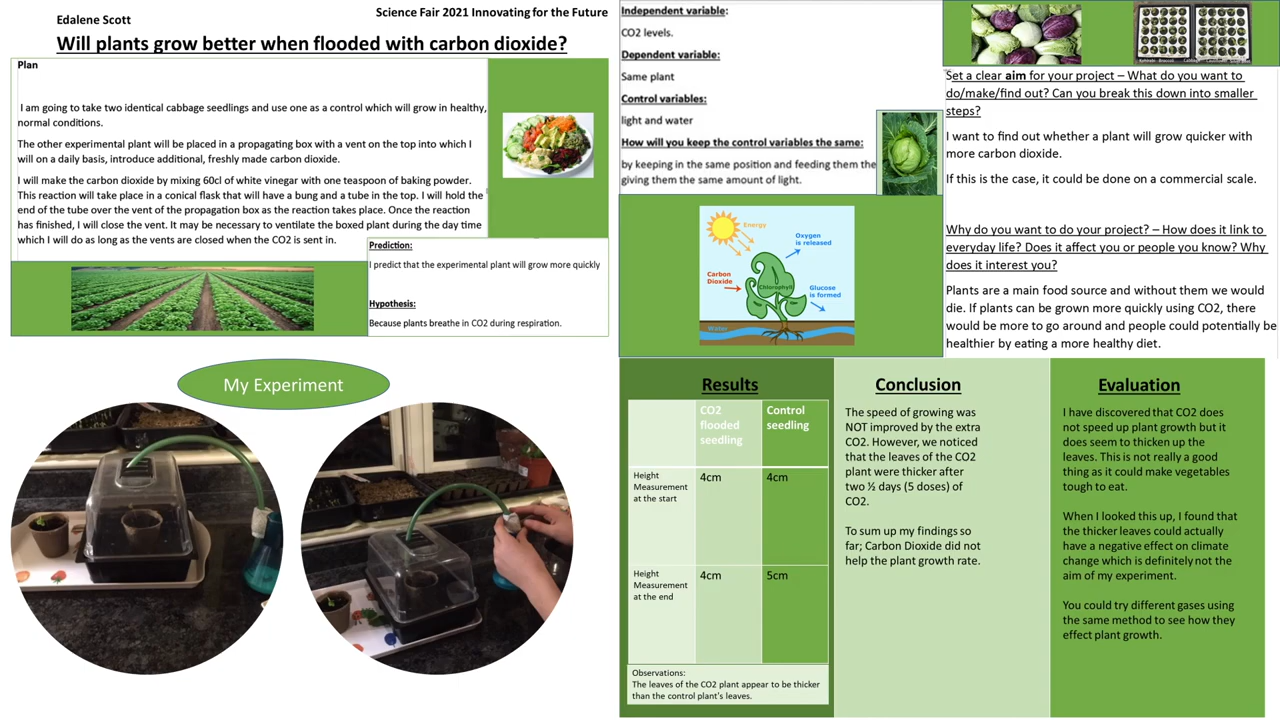 Edalene Scott
Science Fair 2021 Innovating for the Future
Will plants grow better when flooded with carbon dioxide?
Plan
I am going to take two identical cabbage seedlings and use one as a control which will grow in healthy,
normal conditions.
The other experimental plant will be placed in a propagating box with a vent on the top into which I
will on a daily basis, introduce additional, freshly made carbon dioxide.
I will make the carbon dioxide by mixing 60cl of white vinegar with one teaspoon of baking powder.
This reaction will take place in a conical flask that will have a bung and a tube in the top. I will hold the
end of the tube over the vent of the propagation box as the reaction takes place. Once the reaction
has finished, I will close the vent. It may be necessary to ventilate the boxed plant during the day time
which I will do as long as the vents are closed when the CO2 is sent in.
Prediction:
I predict that the experimental plant will grow more quickly
Hypothesis:
Because plants breathe in CO2 during respiration.
Independent variable:
CO2 levels.
Dependent variable:
Same plant
Control variables:
light and water
How will you keep the control variables the same:
by keeping in the same position and feeding them the
giving them the same amount of light.
Energy
Oxygen
is released
Carbon
Dioxide
Chlorophyll
Glucose
is formed
Water
Set a clear aim for your project – What do you want to
do/make/find out? Can you break this down into smaller
steps?
I want to find out whether a plant will grow quicker with
more carbon dioxide.
If this is the case, it could be done on a commercial scale.
Why do you want to do your project? – How does it link to
everyday life? Does it affect you or people you know? Why
does it interest you?
Plants are a main food source and without them we would
die. If plants can be grown more quickly using CO2, there
would be more to go around and people could potentially be
healthier by eating a more healthy diet.
My Experiment
Results
CO2
flooded
seedling
Control
seedling
Height
Measurement
at the start
4cm
4cm
Height
Measurement
at the end
4cm
5cm
Observations:
The leaves of the CO2 plant appear to be thicker
than the control plant's leaves.
Conclusion
The speed of growing was
NOT improved by the extra
CO2. However, we noticed
that the leaves of the CO2
plant were thicker after
two ½ days (5 doses) of
CO2.
To sum up my findings so
far; Carbon Dioxide did not
help the plant growth rate.
Evaluation
I have discovered that CO2 does
not speed up plant growth but it
does seem to thicken up the
leaves. This is not really a good
thing as it could make vegetables
tough to eat.
When I looked this up, I found that
the thicker leaves could actually
have a negative effect on climate
change which is definitely not the
aim of my experiment.
You could try different gases using
the same method to see how they
effect plant growth.